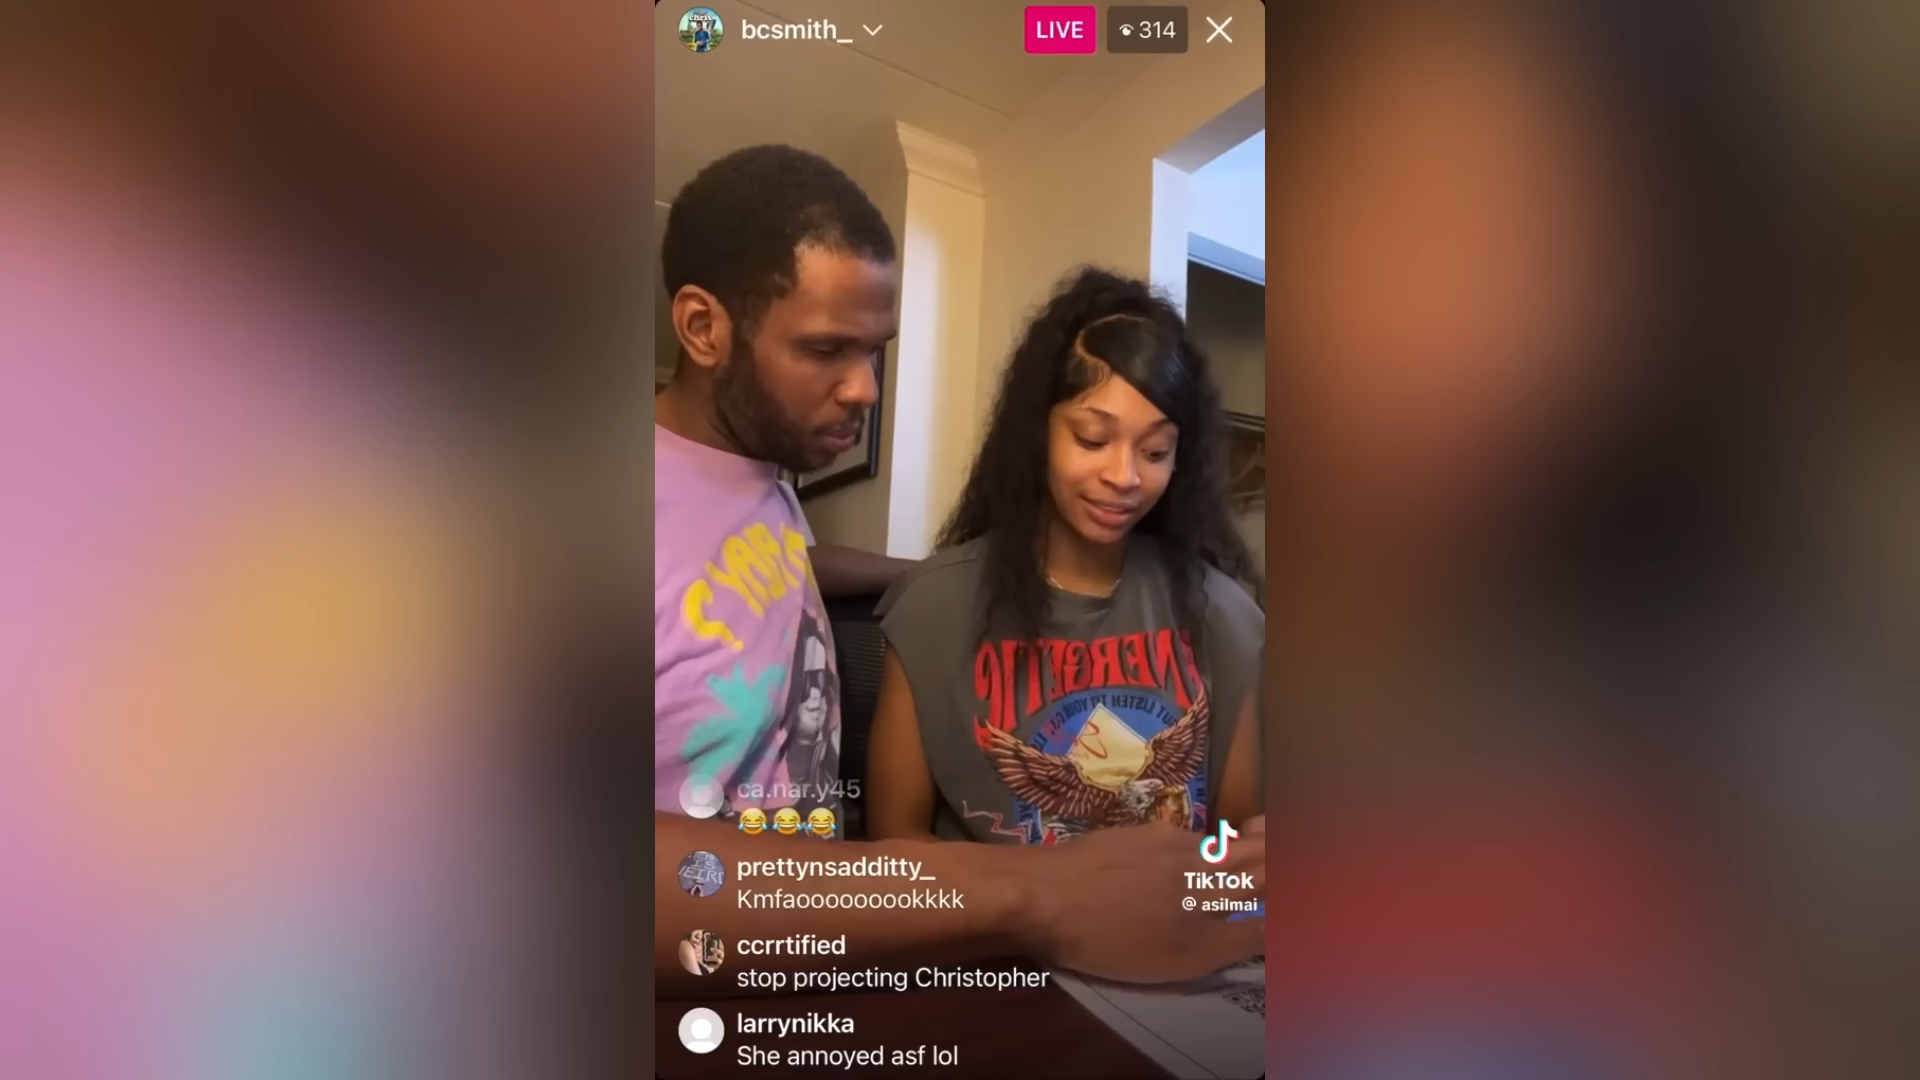 bcsmith_
LIVE
314
ca.nar.y45
😂😂😂
prettynsadditty_
Kmfaoooooooookkkk
ccrrtified
stop projecting Christopher
larrynikka
She annoyed asf lol
ENERGETIC
TikTok
@ asilmai